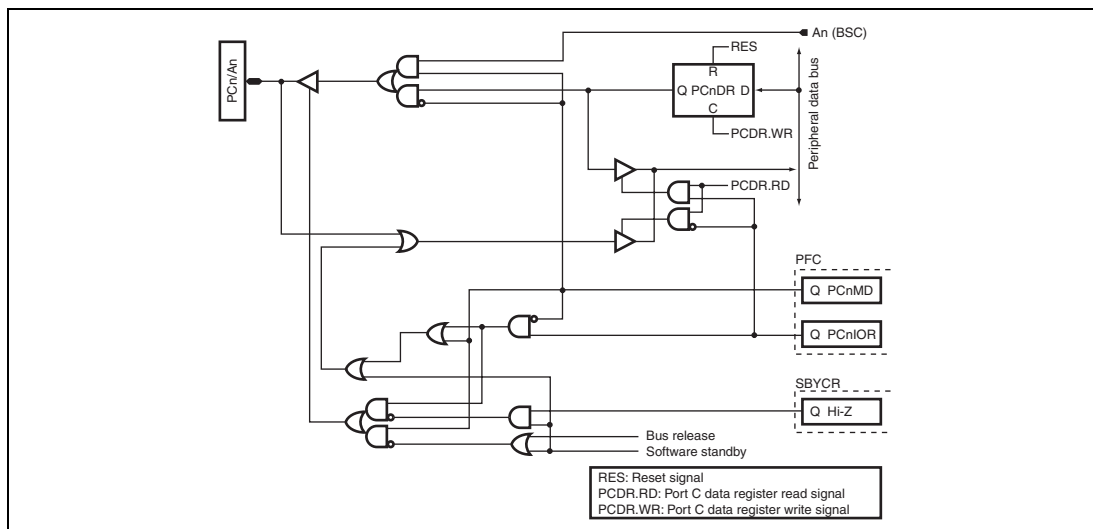 An (BSC)
PCn/An
RES
R
Q PCnDR D
C
PCDR.WR
Peripheral data bus
PCDR.RD
PFC
Q PCnMD
Q PCnIOR
SBYCR
Q Hi-Z
Bus release
Software standby
RES: Reset signal
PCDR.RD: Port C data register read signal
PCDR.WR: Port C data register write signal